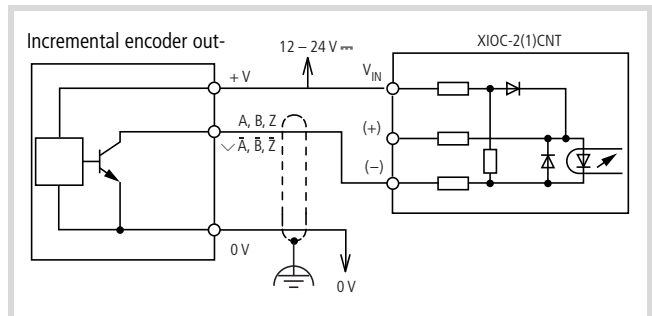 Incremental encoder out-
12 – 24 V ⎓
XIOC-2(1)CNT
+ V
V_IN
A, B, Z
(+)
∨ A̅, B̅, Z̅
(–)
0 V
0 V